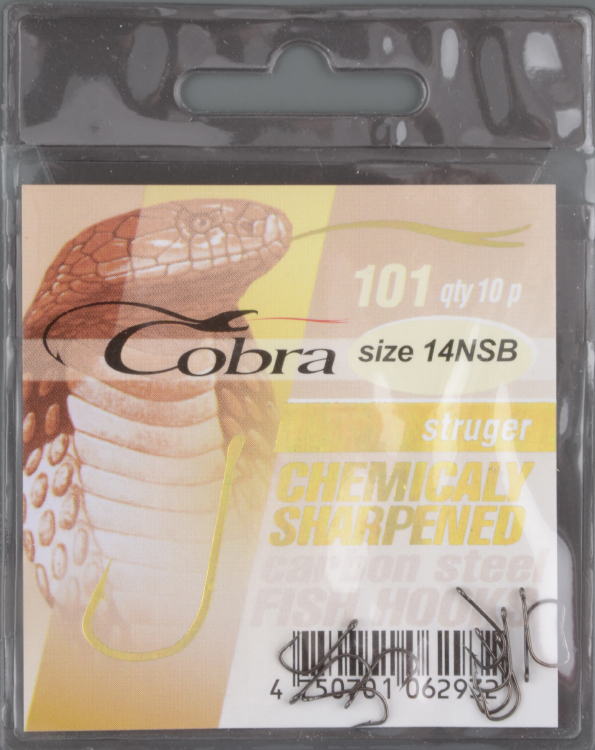 101 qty 10 p
Cobra size 14NSB
struger
CHEMICALY
SHARPENED
carbon steel
FISH HOOKS